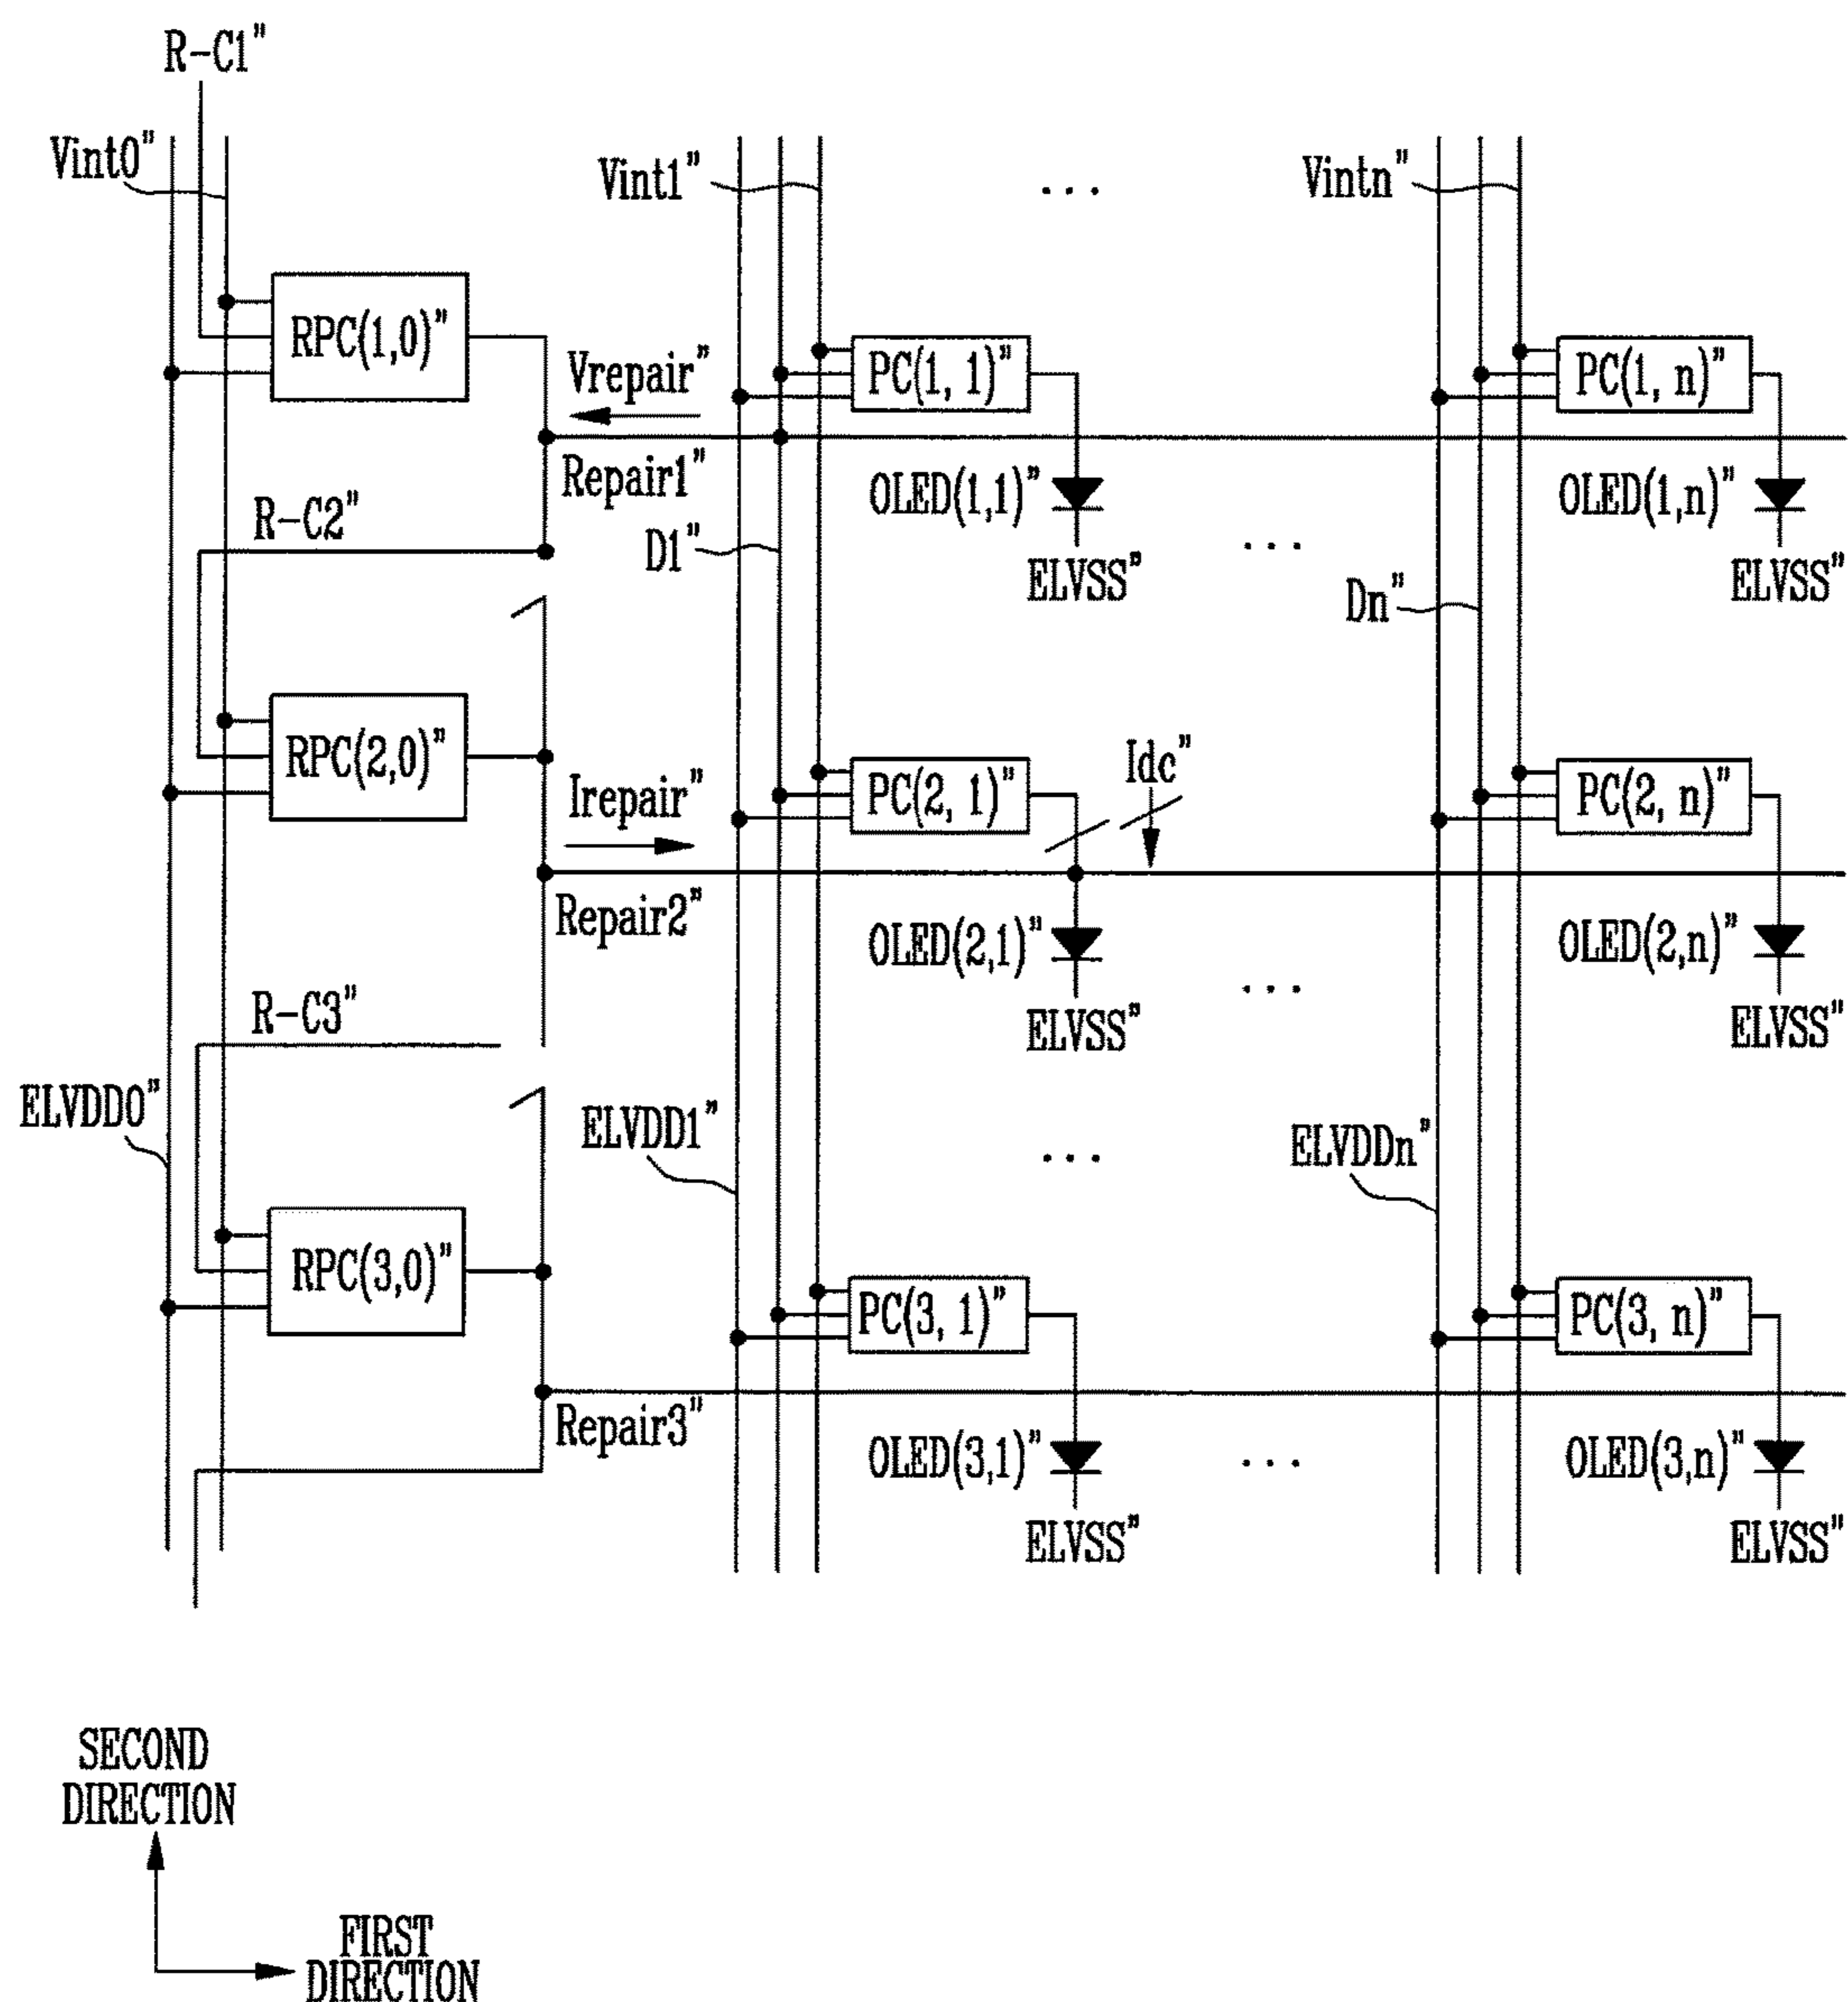 R-C1"
Vint0"
Vint1"
...
Vintn"
RPC(1,0)"
Vrepair"
PC(1, 1)"
PC(1, n)"
Repair1"
OLED(1,1)"
OLED(1,n)"
R-C2"
D1"
...
ELVSS"
ELVSS"
Dn"
RPC(2,0)"
Irepair"
PC(2, 1)"
Idc"
PC(2, n)"
Repair2"
OLED(2,1)"
OLED(2,n)"
...
R-C3"
ELVSS"
ELVSS"
ELVDD0"
ELVDD1"
...
ELVDDn"
RPC(3,0)"
PC(3, 1)"
PC(3, n)"
Repair3"
OLED(3,1)"
...
OLED(3,n)"
ELVSS"
ELVSS"
SECOND
DIRECTION
FIRST
DIRECTION